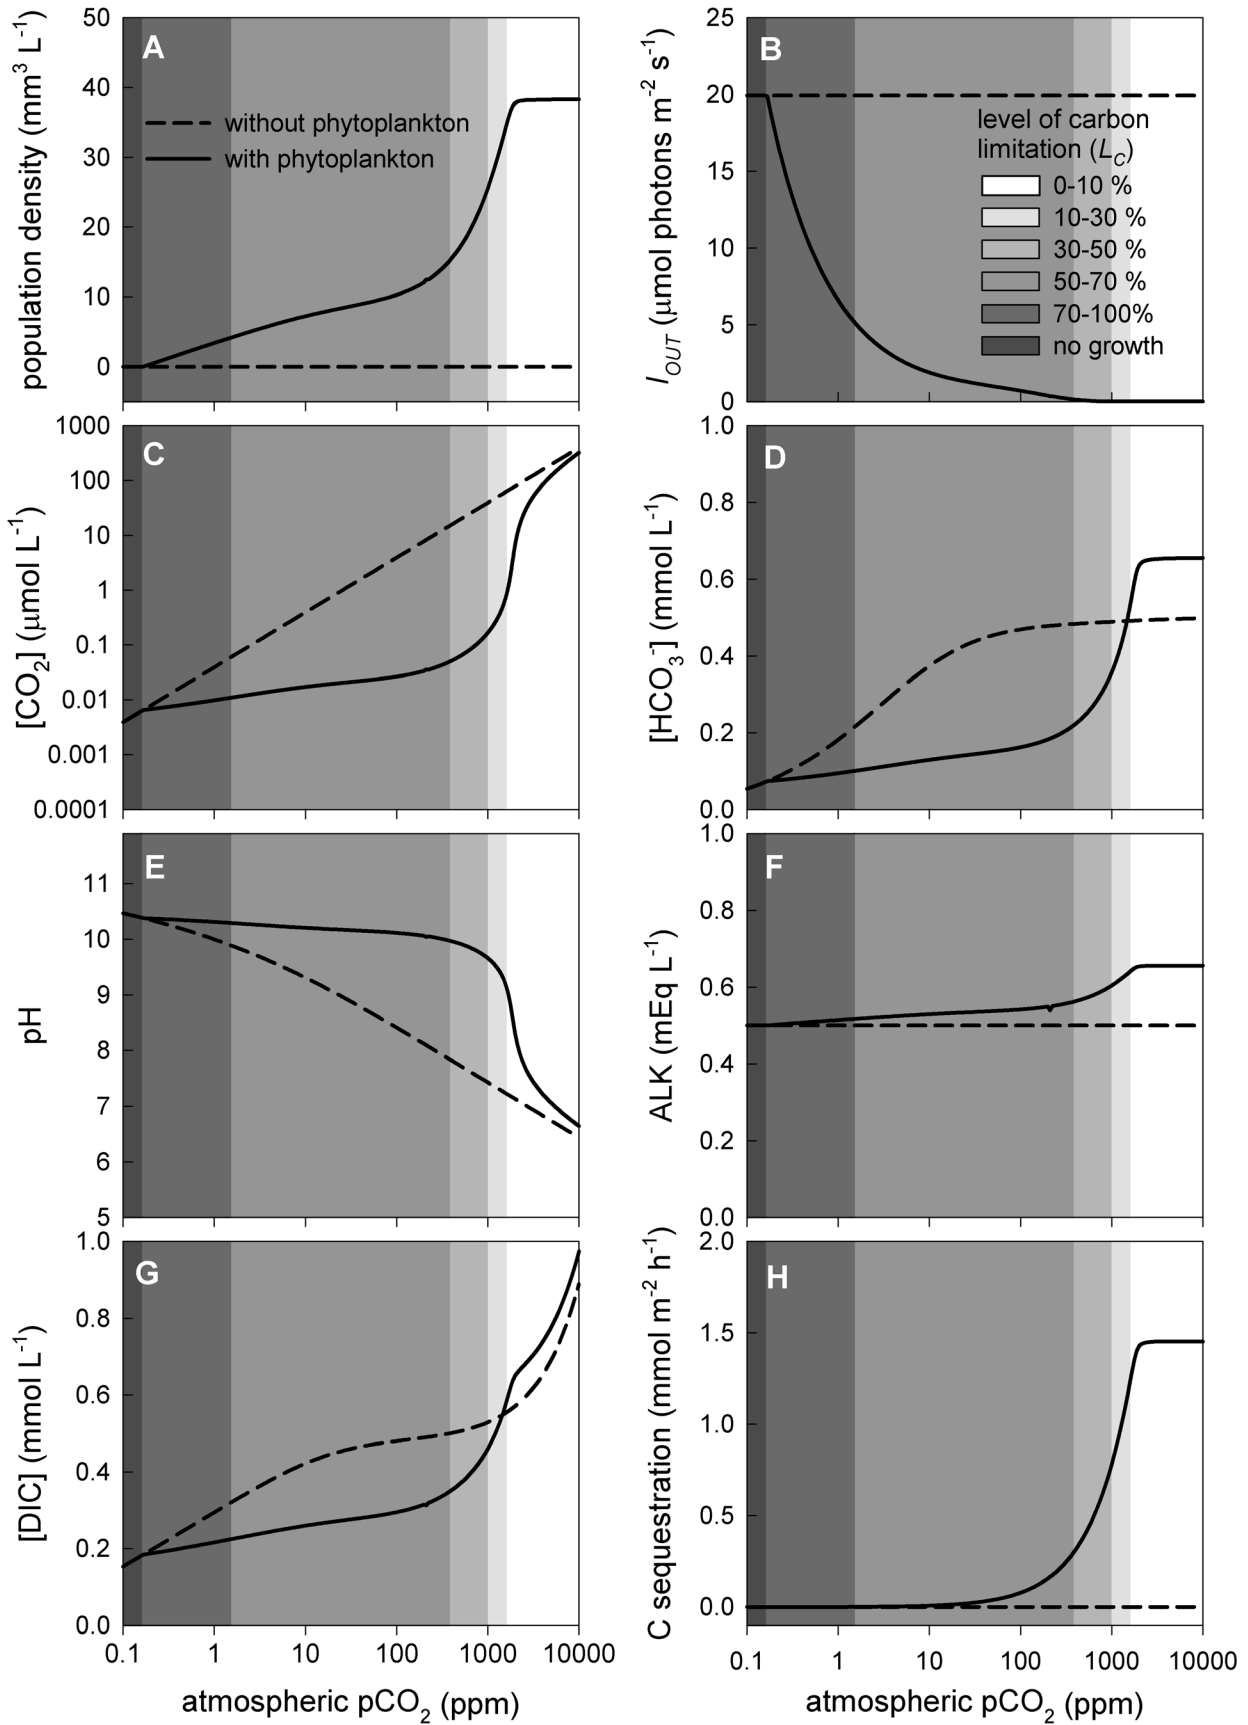 A
population density (mm³ L⁻¹)
50
40
30
20
10
0
without phytoplankton
with phytoplankton
B
I_OUT (μmol photons m⁻² s⁻¹)
25
20
15
10
5
0
level of carbon
limitation (L_C)
0-10 %
10-30 %
30-50 %
50-70 %
70-100%
no growth
C
[CO₂] (μmol L⁻¹)
1000
100
10
1
0.1
0.01
0.001
0.0001
D
[HCO₃⁻] (mmol L⁻¹)
1.0
0.8
0.6
0.4
0.2
0.0
E
pH
11
10
9
8
7
6
5
F
ALK (mEq L⁻¹)
1.0
0.8
0.6
0.4
0.2
0.0
G
[DIC] (mmol L⁻¹)
1.0
0.8
0.6
0.4
0.2
0.0
0.1 1 10 100 1000 10000
atmospheric pCO₂ (ppm)
H
C sequestration (mmol m⁻² h⁻¹)
2.0
1.5
1.0
0.5
0.0
0.1 1 10 100 1000 10000
atmospheric pCO₂ (ppm)